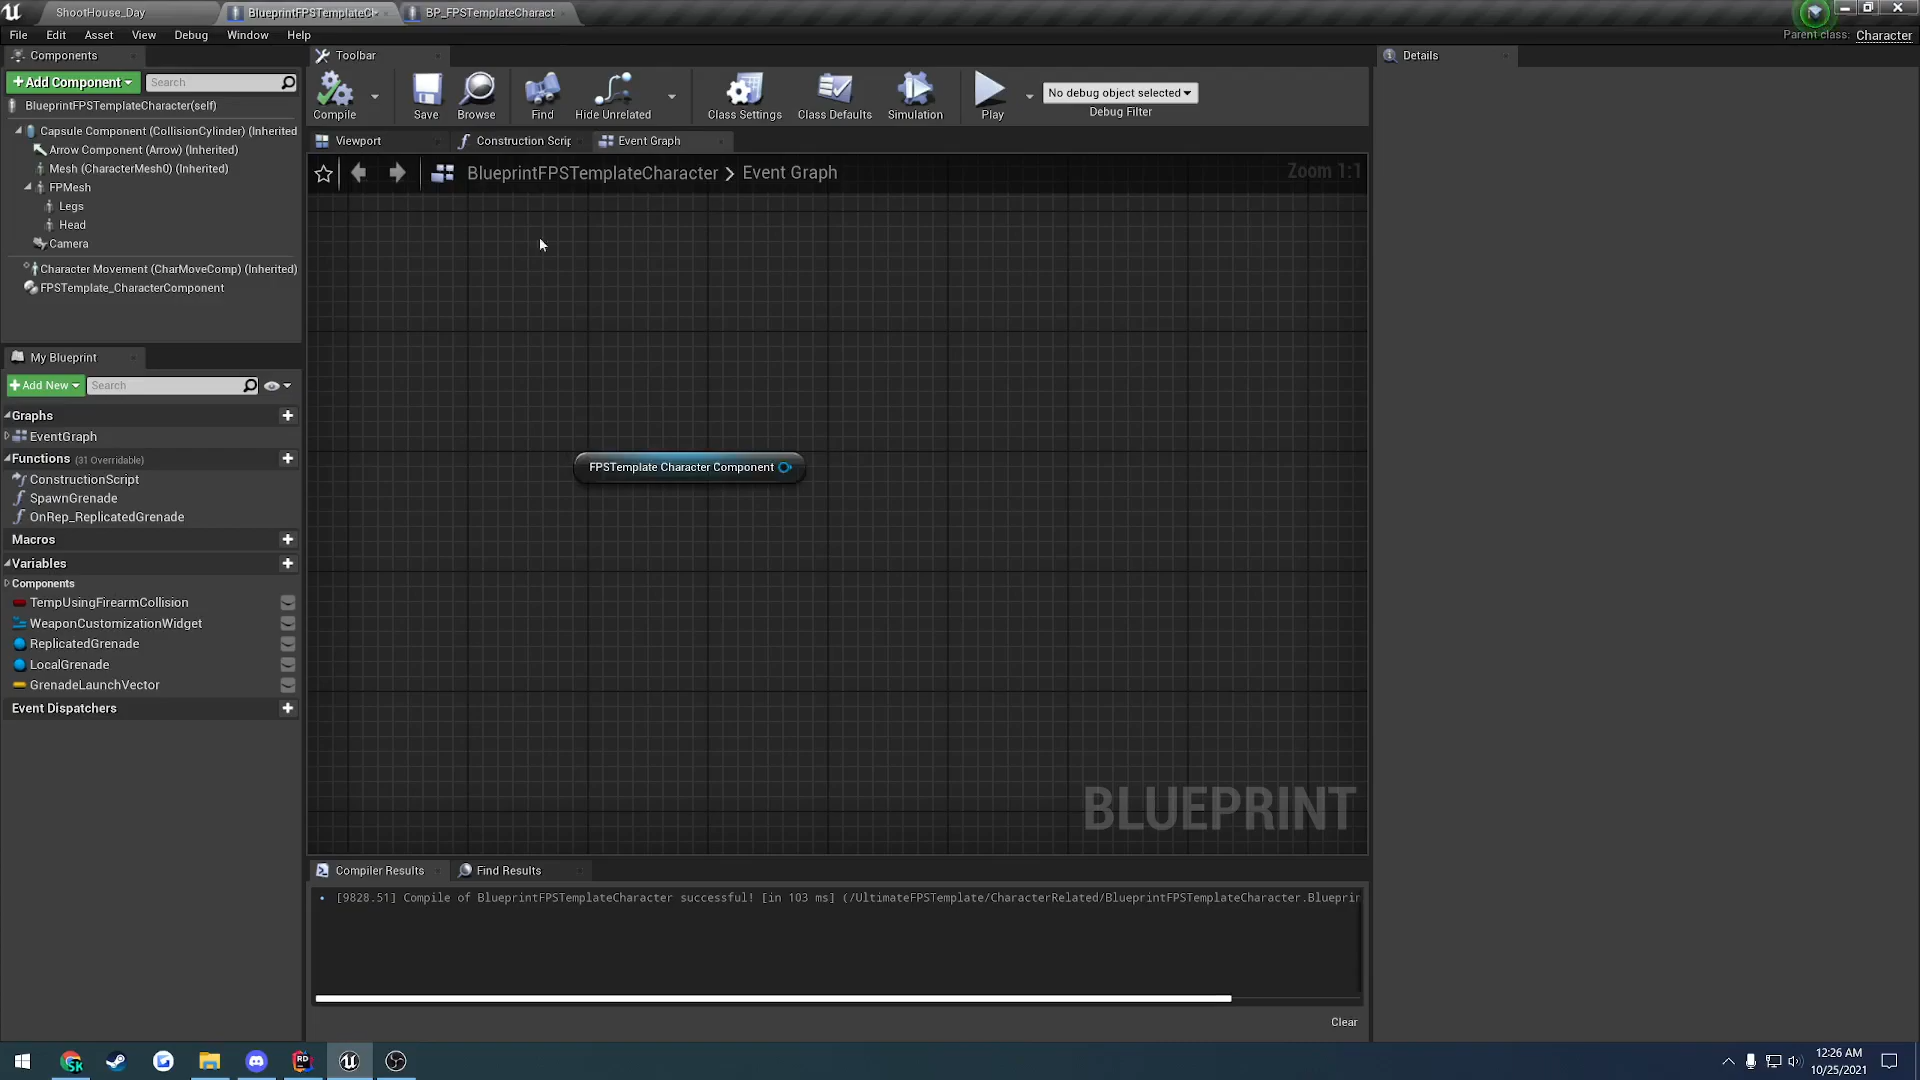 ShootHouse_Day
BlueprintFPSTemplateCh
BP_FPSTemplateCharact
File
Edit
Asset
View
Debug
Window
Help
Parent class:
Character
Components
+Add Component
Search
BlueprintFPSTemplateCharacter(self)
Capsule Component (CollisionCylinder) (Inherited
Arrow Component (Arrow) (Inherited)
Mesh (CharacterMesh0) (Inherited)
FPMesh
Legs
Head
Camera
Character Movement (CharMoveComp) (Inherited)
FPSTemplate_CharacterComponent
My Blueprint
+Add New
Search
Graphs
EventGraph
Functions (31 Overridable)
ConstructionScript
SpawnGrenade
OnRep_ReplicatedGrenade
Macros
Variables
Components
TempUsingFirearmCollision
WeaponCustomizationWidget
ReplicatedGrenade
LocalGrenade
GrenadeLaunchVector
Event Dispatchers
Toolbar
Compile
Save
Browse
Find
Hide Unrelated
Class Settings
Class Defaults
Simulation
Play
No debug object selected
Debug Filter
Viewport
Construction Scrip
Event Graph
BlueprintFPSTemplateCharacter > Event Graph
Zoom 1:1
FPSTemplate Character Component
BLUEPRINT
Compiler Results
Find Results
[9828.51] Compile of BlueprintFPSTemplateCharacter successful! [in 103 ms] (/UltimateFPSTemplate/CharacterRelated/BlueprintFPSTemplateCharacter.Blueprin
Clear
Details
12:26 AM
10/25/2021